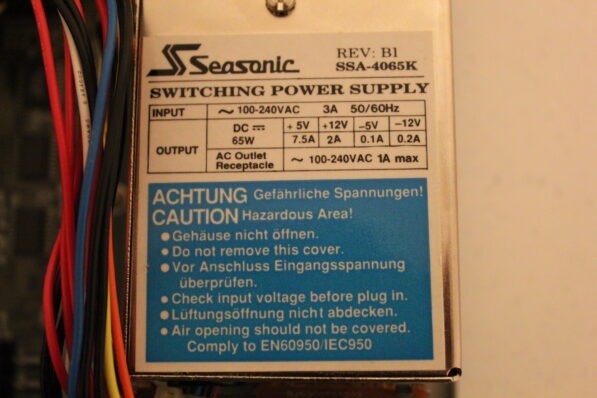 Seasonic
REV: B1
SSA-4065K
SWITCHING POWER SUPPLY
INPUT ~ 100-240VAC 3A 50/60Hz
OUTPUT DC ⎓ 65W +5V +12V –5V –12V
7.5A 2A 0.1A 0.2A
AC Outlet Receptacle ~ 100-240VAC 1A max
ACHTUNG Gefährliche Spannungen!
CAUTION Hazardous Area!
● Gehäuse nicht öffnen.
● Do not remove this cover.
● Vor Anschluss Eingangsspannung
überprüfen.
● Check input voltage before plug in.
● Lüftungsöffnung nicht abdecken.
● Air opening should not be covered.
Comply to EN60950/IEC950